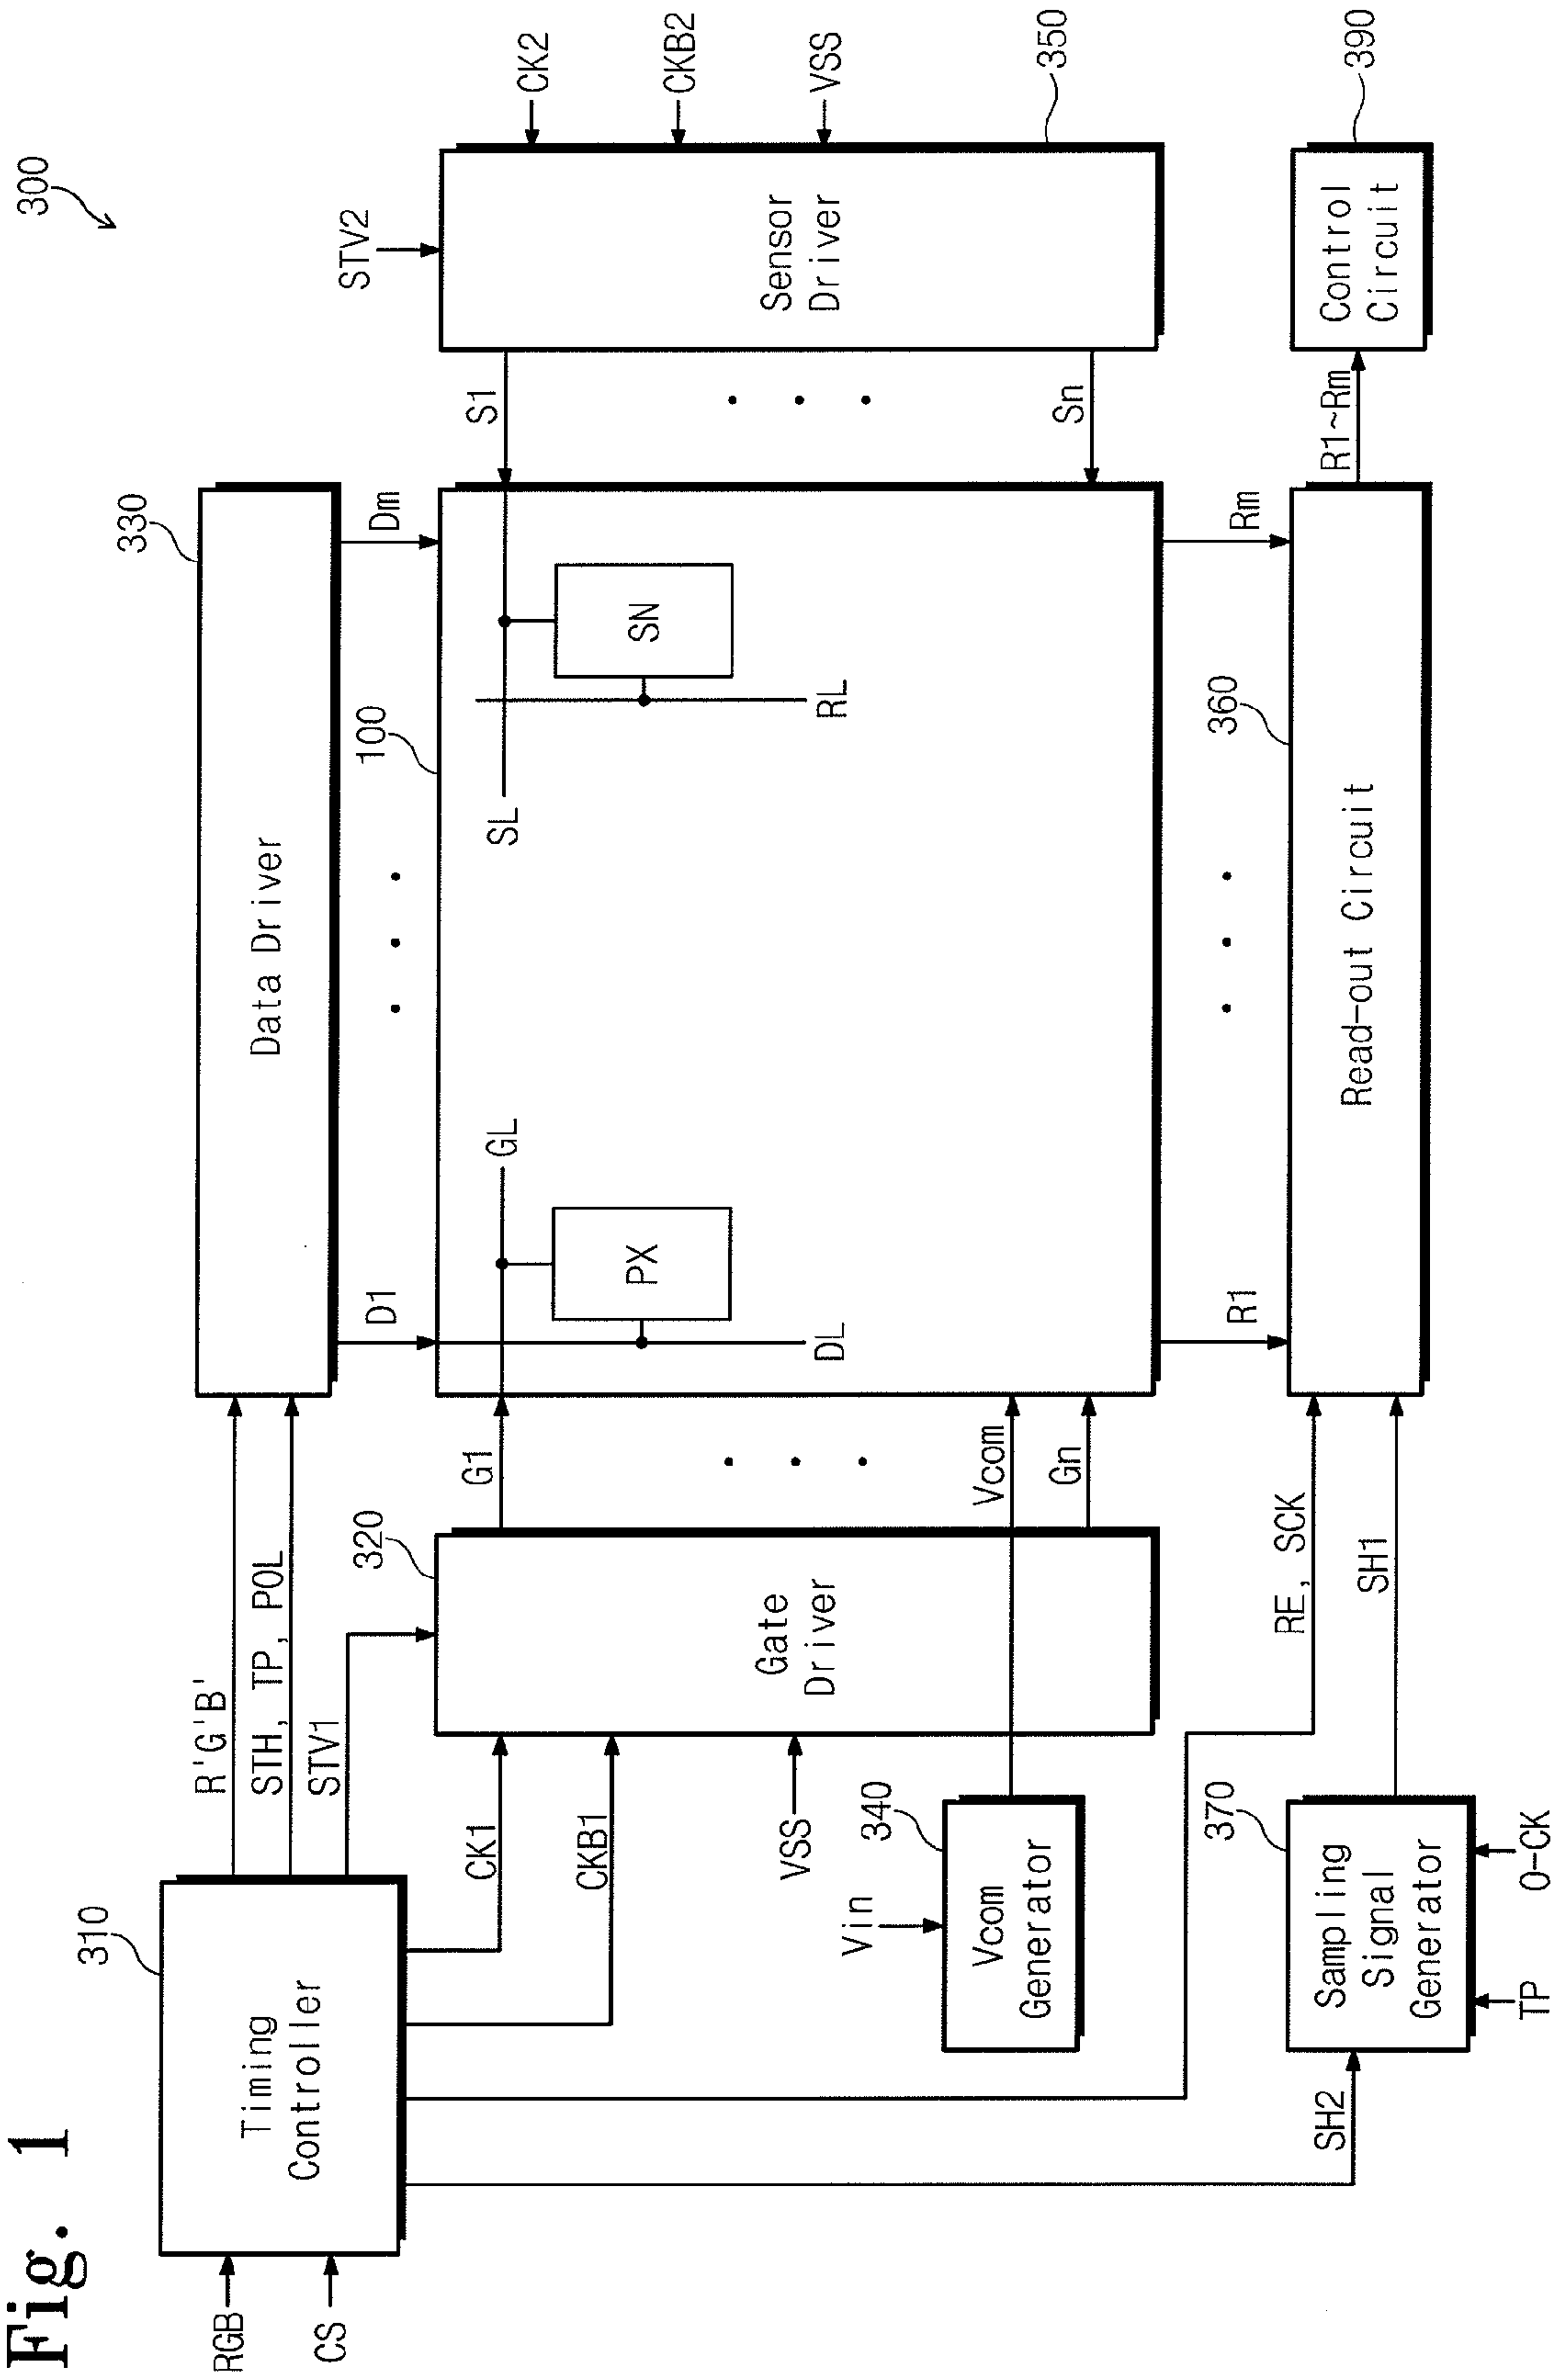 Fig. 1
300
RGB
CS
310
Timing
Controller
R'G'B'
STH, TP, POL
STV1
330
Data Driver
D1
Dm
CK1
CKB1
VSS
320
Gate
Driver
G1
Vcom
Gn
100
GL
PX
DL
SL
SN
RL
STV2
S1
Sn
Sensor
Driver
CK2
CKB2
VSS
350
Vin
340
Vcom
Generator
RE, SCK
SH1
SH2
370
Sampling
Signal
Generator
TP
O-CK
R1
Rm
360
Read-out Circuit
R1~Rm
Control
Circuit
390